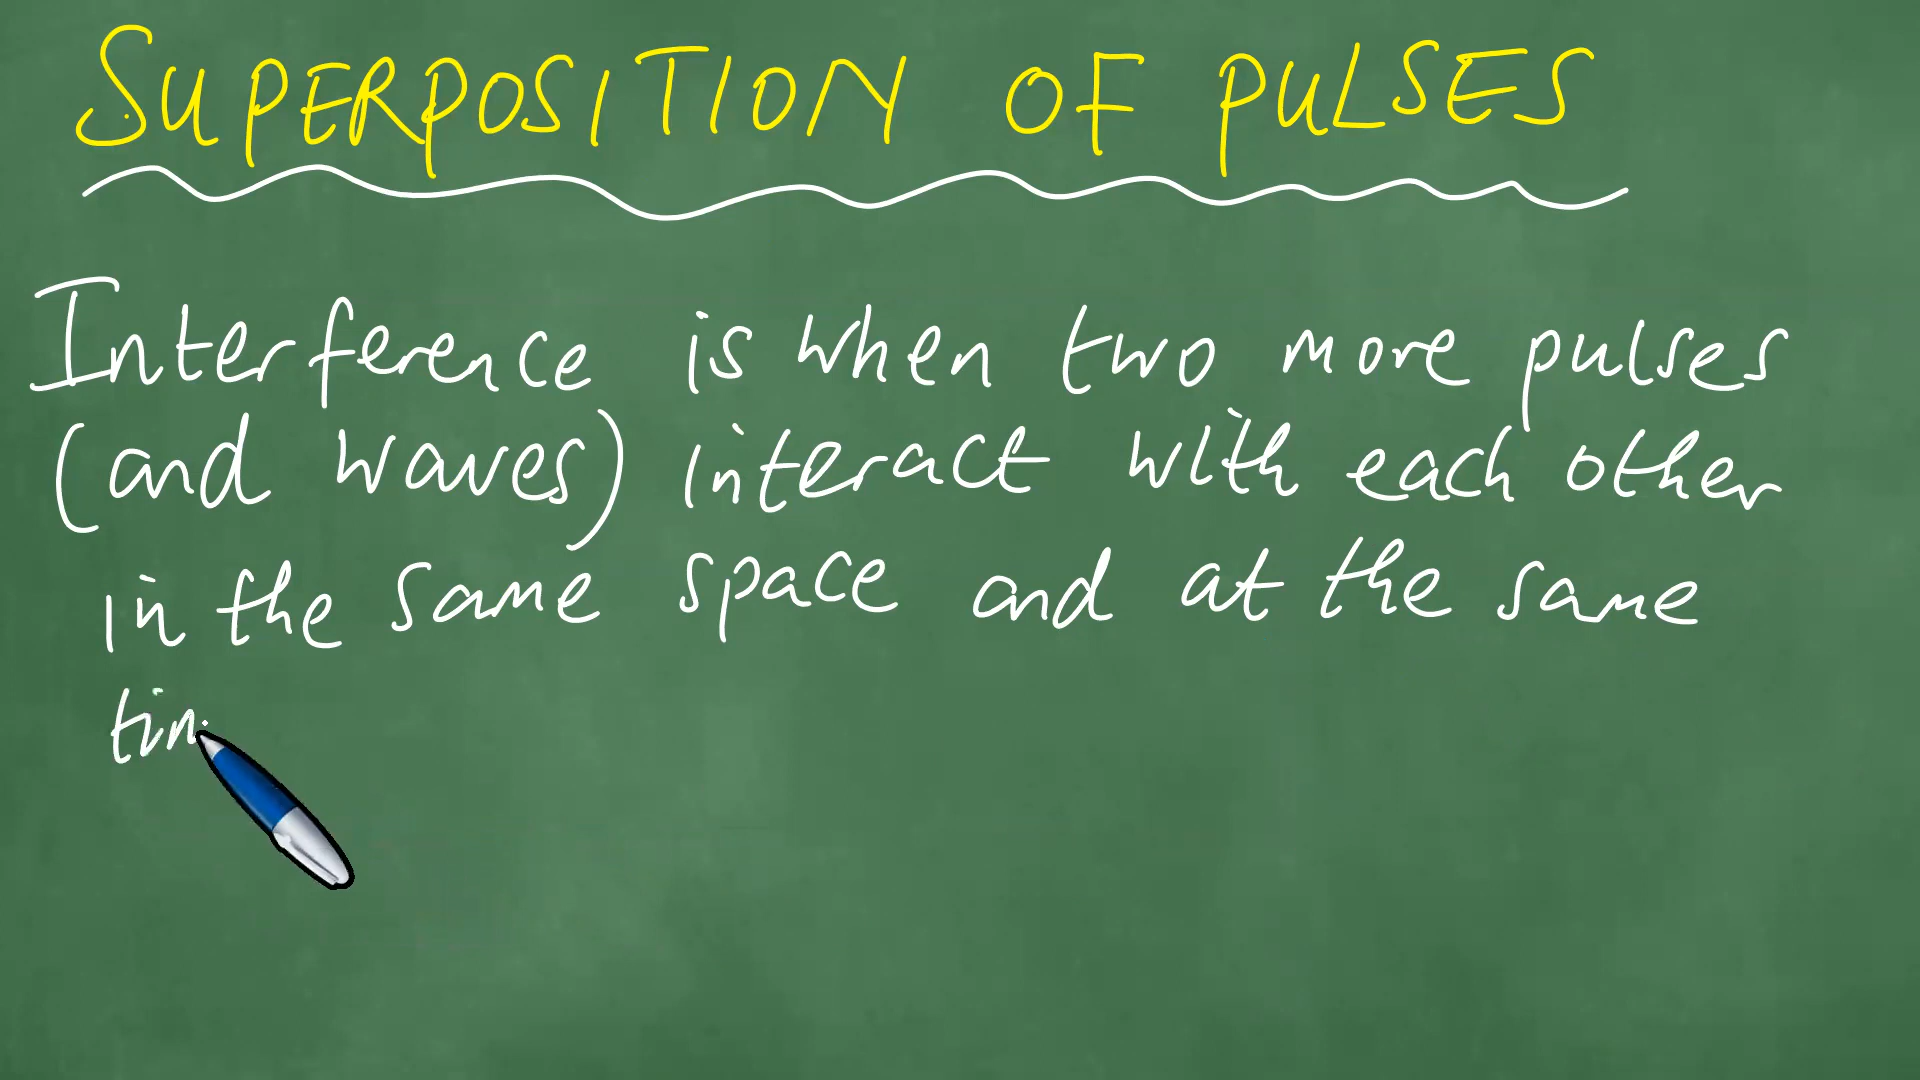 SUPERPOSITION OF PULSES
Interference is when two more pulses
(and waves) interact with each other
in the same space and at the same
tim